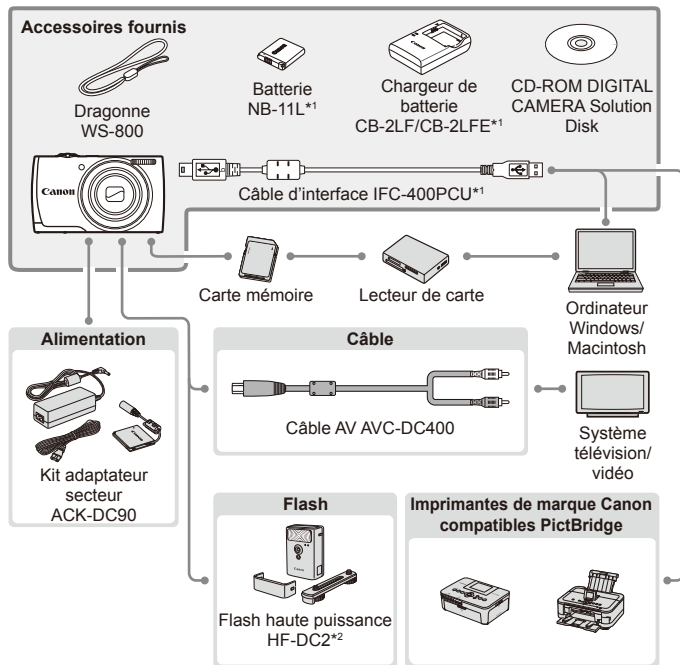 Accessoires fournis
Dragonne
WS-800
Batterie
NB-11L*1
Canon
Chargeur de
batterie
CB-2LF/CB-2LFE*1
CD-ROM DIGITAL
CAMERA Solution
Disk
Canon
Câble d'interface IFC-400PCU*1
Carte mémoire
Lecteur de carte
Ordinateur
Windows/
Macintosh
Alimentation
Kit adaptateur
secteur
ACK-DC90
Câble
Câble AV AVC-DC400
Système
télévision/
vidéo
Flash
Canon
Flash haute puissance
HF-DC2*2
Imprimantes de marque Canon
compatibles PictBridge